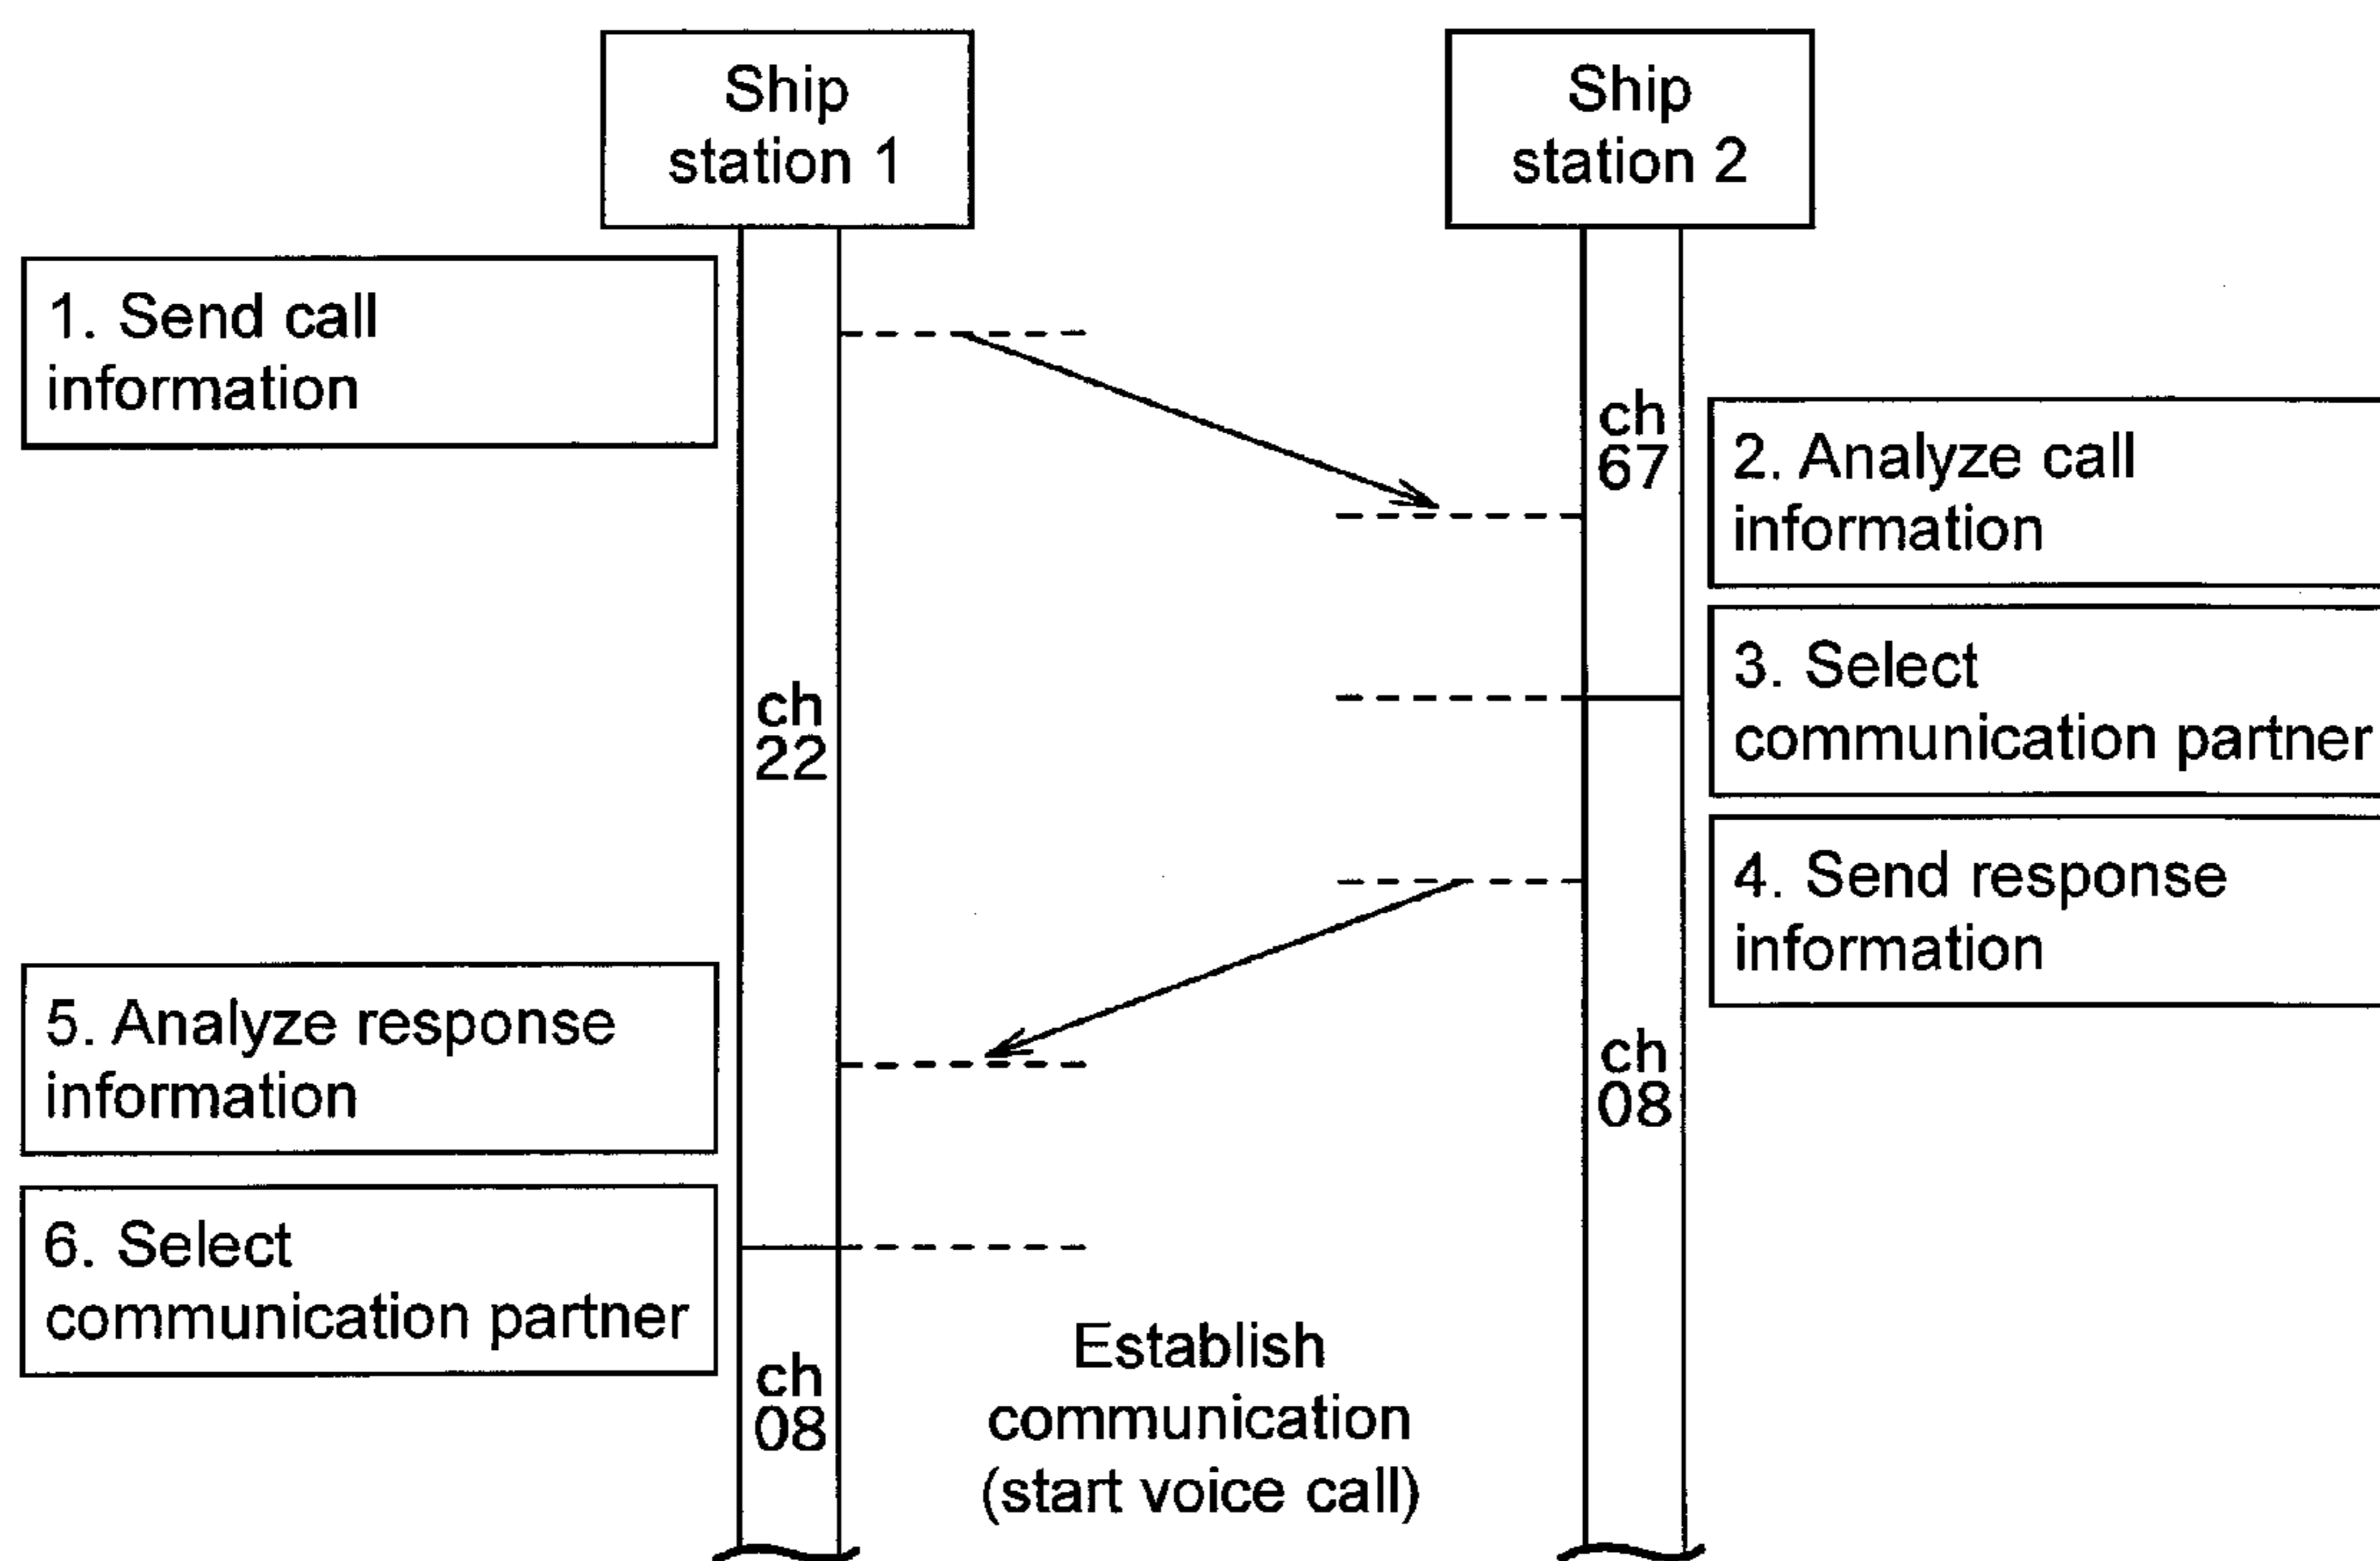 Ship
station 1
Ship
station 2
1. Send call
information
ch
67
2. Analyze call
information
3. Select
communication partner
ch
22
4. Send response
information
5. Analyze response
information
ch
08
6. Select
communication partner
ch
08
Establish
communication
(start voice call)